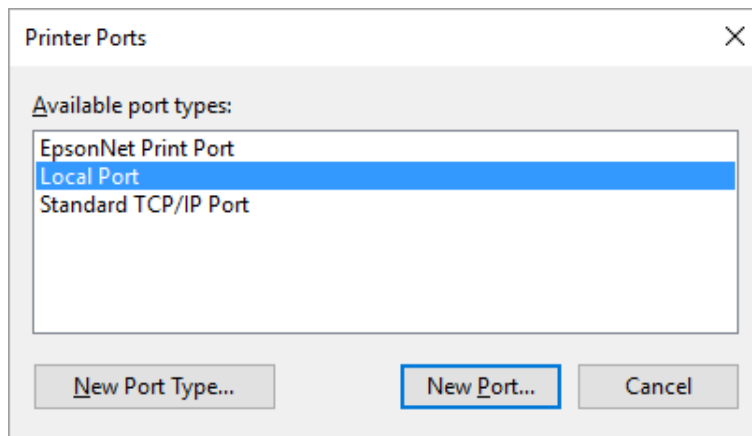 Printer Ports
Available port types:
EpsonNet Print Port
Local Port
Standard TCP/IP Port
New Port Type...
New Port...
Cancel